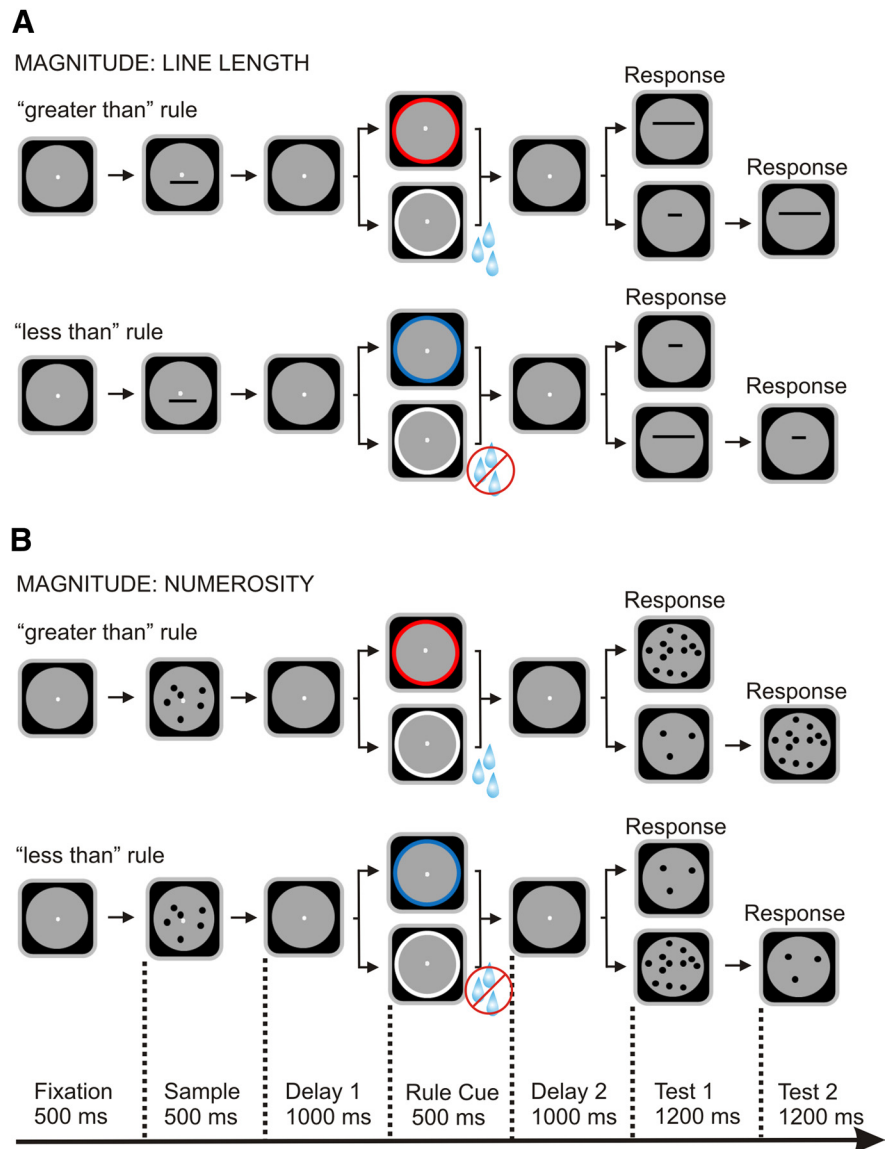 A
MAGNITUDE: LINE LENGTH
“greater than” rule
Response
Response
“less than” rule
Response
Response
B
MAGNITUDE: NUMEROSITY
“greater than” rule
Response
Response
“less than” rule
Response
Response
Fixation
500 ms
Sample
500 ms
Delay 1
1000 ms
Rule Cue
500 ms
Delay 2
1000 ms
Test 1
1200 ms
Test 2
1200 ms